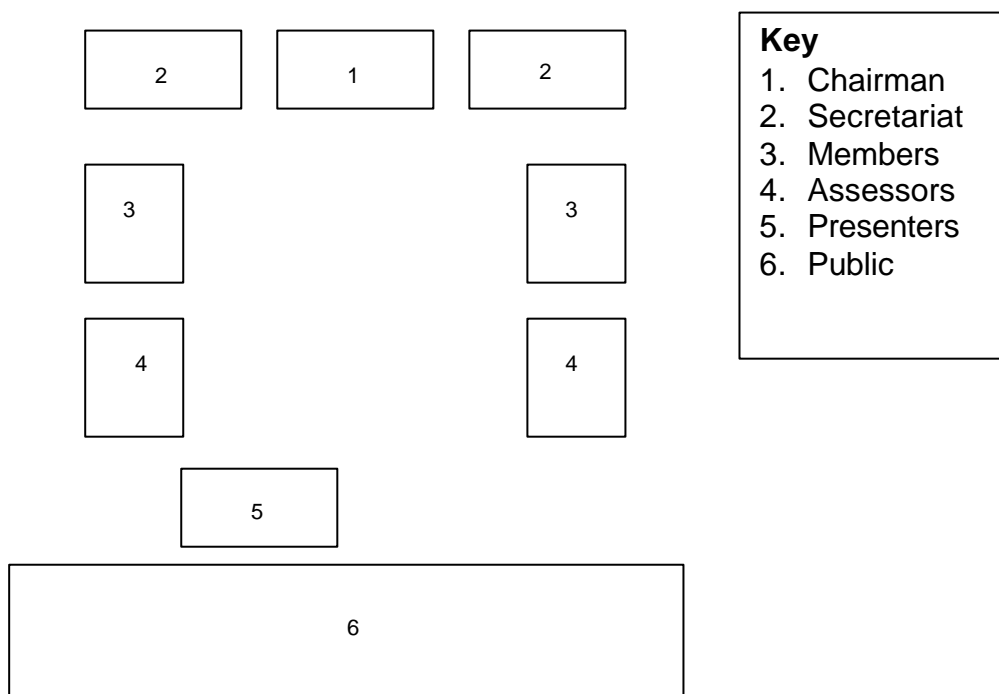 2 1 2
3 3
4 4
5
6
Key
1. Chairman
2. Secretariat
3. Members
4. Assessors
5. Presenters
6. Public